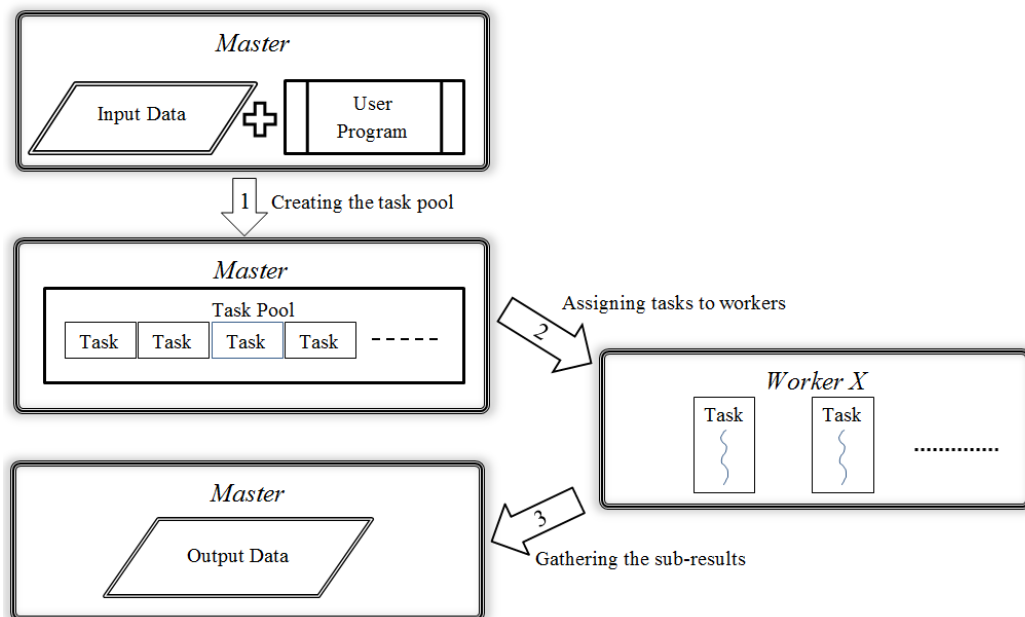 Master
Input Data
User
Program
1 Creating the task pool
Master
Task Pool
Task Task Task Task
2 Assigning tasks to workers
Worker X
Task Task
3 Gathering the sub-results
Master
Output Data